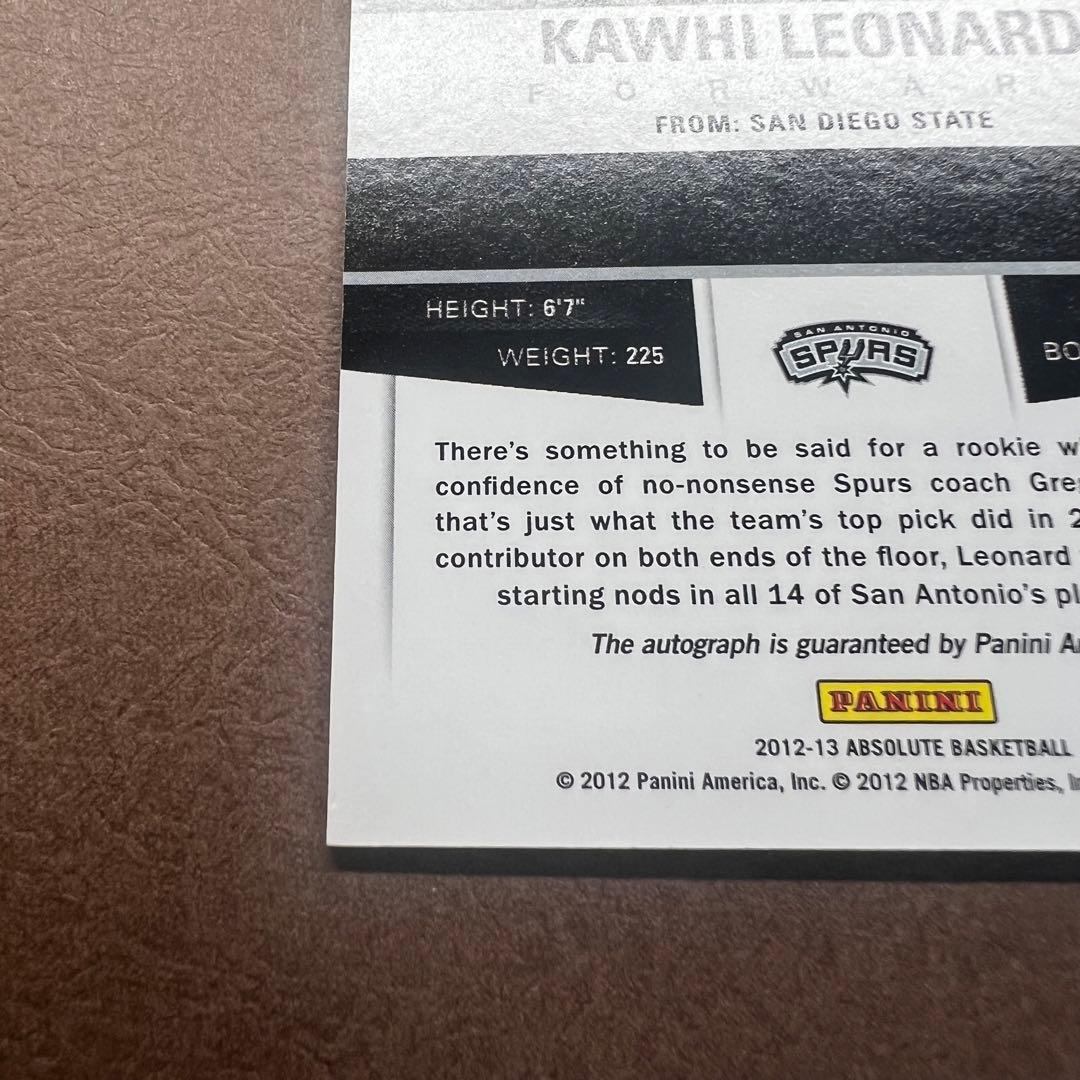 KAWHI LEONARD
F O R W A R
FROM: SAN DIEGO STATE
HEIGHT: 6'7"
WEIGHT: 225
SAN ANTONIO
SPURS
BO
There's something to be said for a rookie w
confidence of no-nonsense Spurs coach Gre
that's just what the team's top pick did in 2
contributor on both ends of the floor, Leonard
starting nods in all 14 of San Antonio's pl
The autograph is guaranteed by Panini A
PANINI
2012-13 ABSOLUTE BASKETBALL
© 2012 Panini America, Inc. © 2012 NBA Properties, I